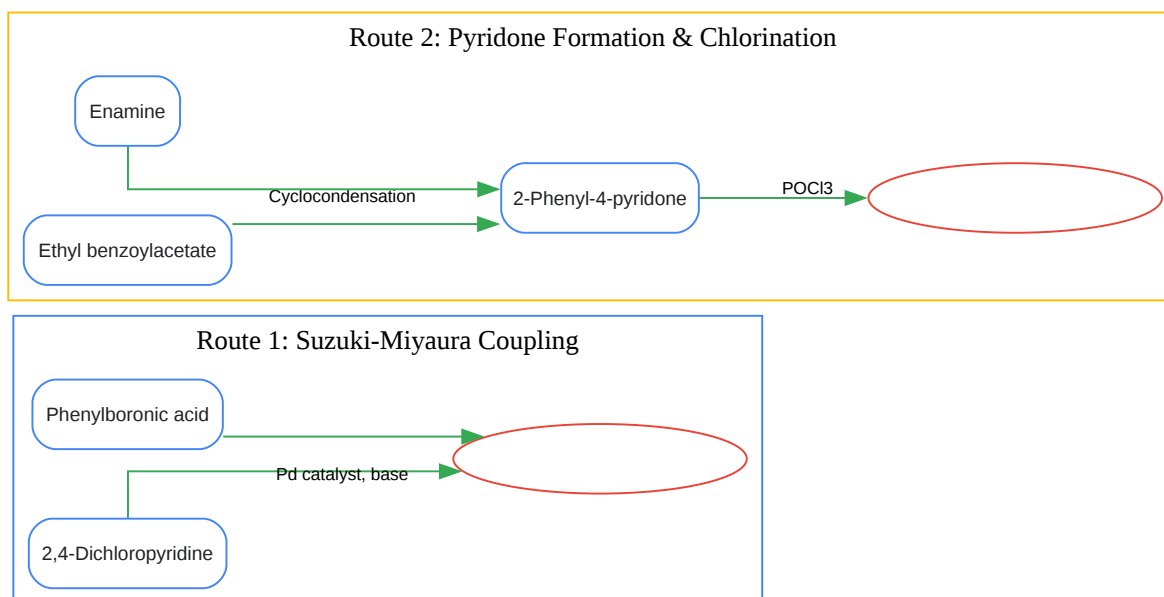 Route 2: Pyridone Formation & Chlorination
Enamine
Cyclocondensation
Ethyl benzoylacetate
2-Phenyl-4-pyridone
POCl3
Route 1: Suzuki-Miyaura Coupling
Phenylboronic acid
Pd catalyst, base
2,4-Dichloropyridine